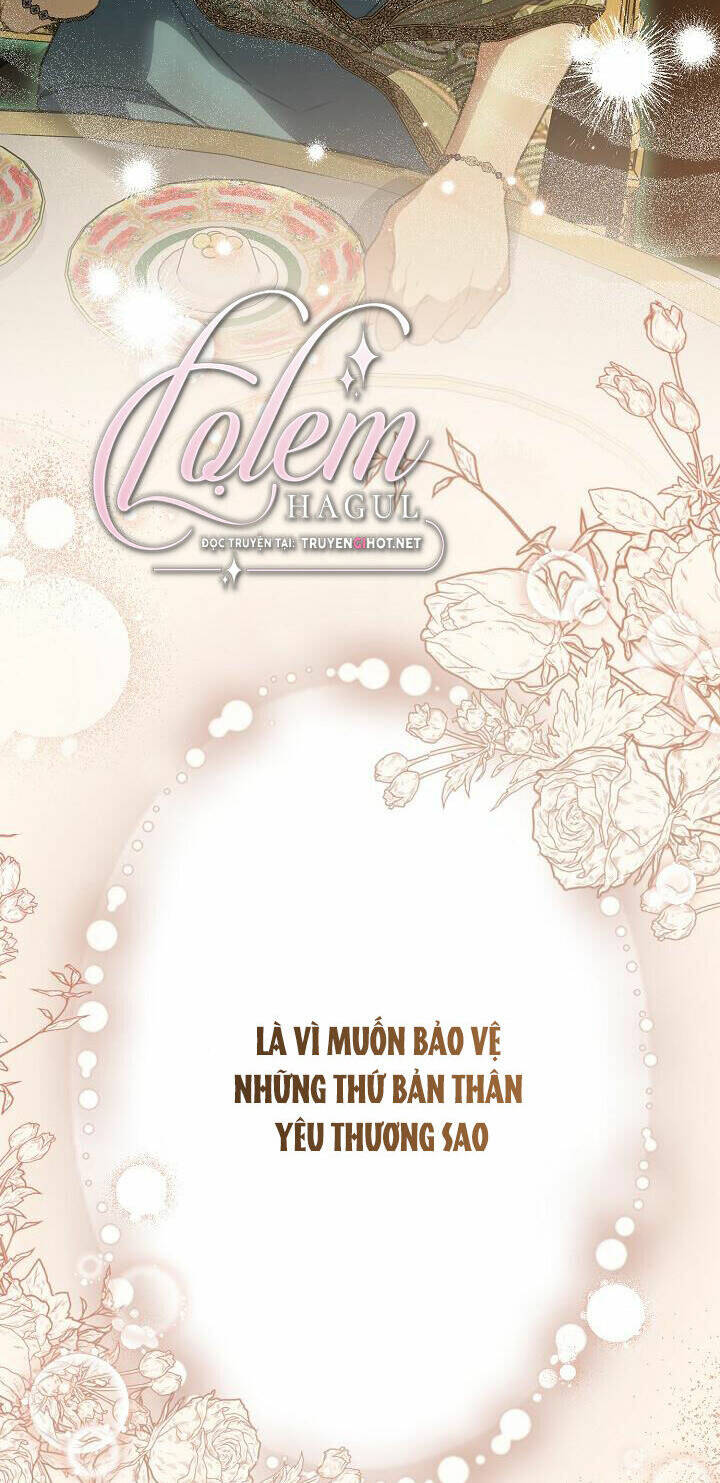 Lọlem
HAGUL
ĐỌC TRUYỆN TẠI: TRUYENGIHOT.NET
LÀ VÌ MUỐN BẢO VỆ
NHỮNG THỨ BẢN THÂN
YÊU THƯƠNG SAO